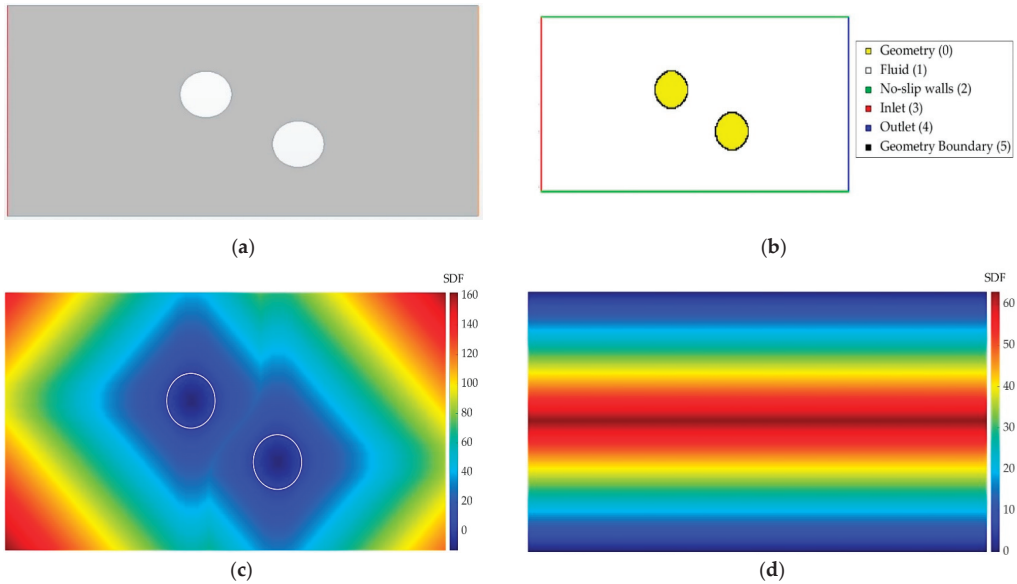 Geometry (0)
Fluid (1)
No-slip walls (2)
Inlet (3)
Outlet (4)
Geometry Boundary (5)
(a)
(b)
SDF
160
140
120
100
80
60
40
20
0
(c)
SDF
60
50
40
30
20
10
0
(d)